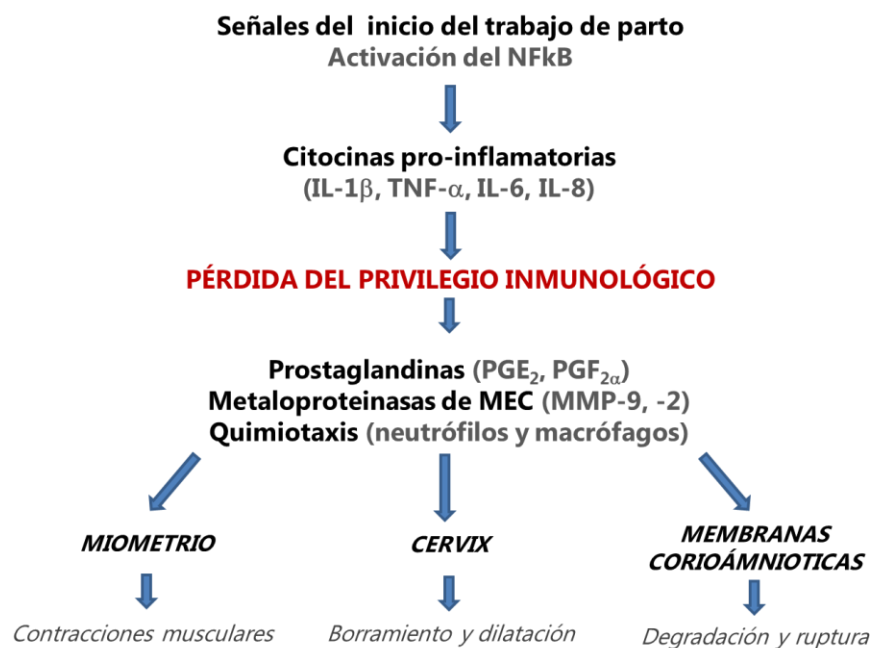 Señales del inicio del trabajo de parto
Activación del NFkB
Citocinas pro-inflamatorias
(IL-1β, TNF-α, IL-6, IL-8)
PÉRDIDA DEL PRIVILEGIO INMUNOLÓGICO
Prostaglandinas (PGE₂, PGF₂α)
Metaloproteinasas de MEC (MMP-9, -2)
Quimiotaxis (neutrófilos y macrófagos)
MIOMETRIO
CERVIX
MEMBRANAS
CORIOÁMNIOTICAS
Contracciones musculares
Borramiento y dilatación
Degradación y ruptura